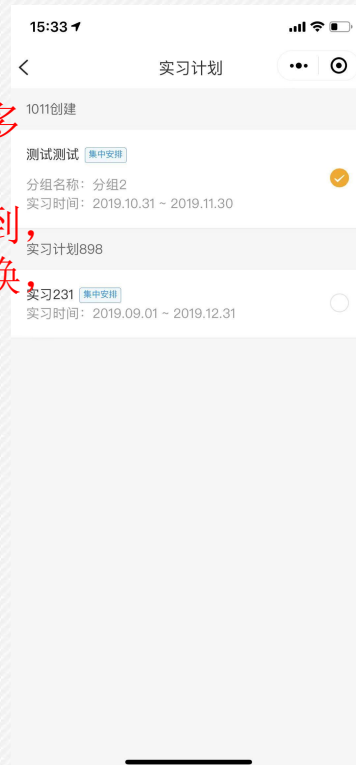 15:33
实习计划
1011创建
多
测试测试 集中安排
分组名称：分组2
实习时间：2019.10.31 ~ 2019.11.30
到，
实习计划898
换，
实习231 集中安排
实习时间：2019.09.01 ~ 2019.12.31